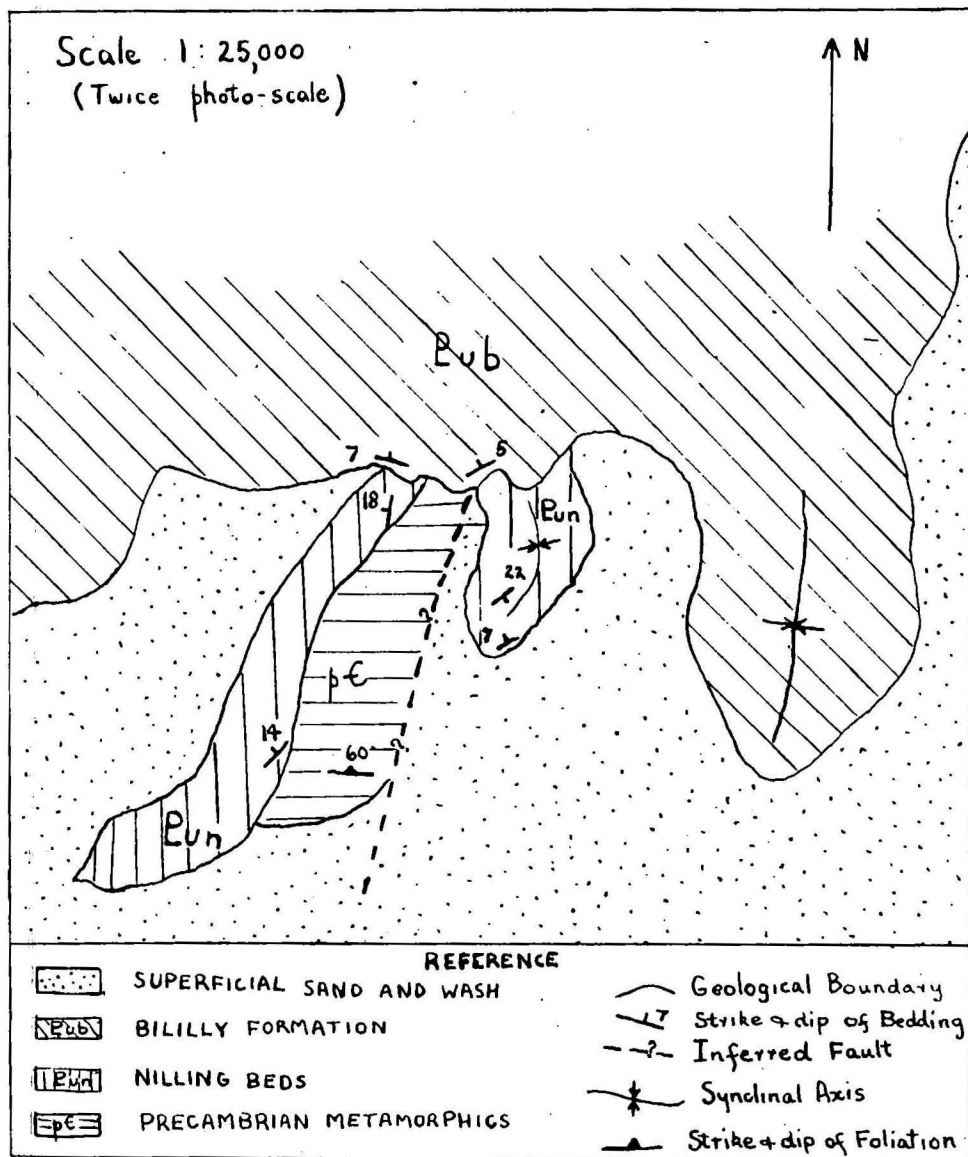 Scale 1:25,000
(Twice photo-scale)
N
Pub
7
5
18
Pun
22
7
p€
14
60
Pun
REFERENCE
SUPERFICIAL SAND AND WASH
Pub BILILLY FORMATION
Pun NILLING BEDS
p€ PRECAMBRIAN METAMORPHICS
Geological Boundary
7 Strike & dip of Bedding
? Inferred Fault
Synclinal Axis
Strike & dip of Foliation